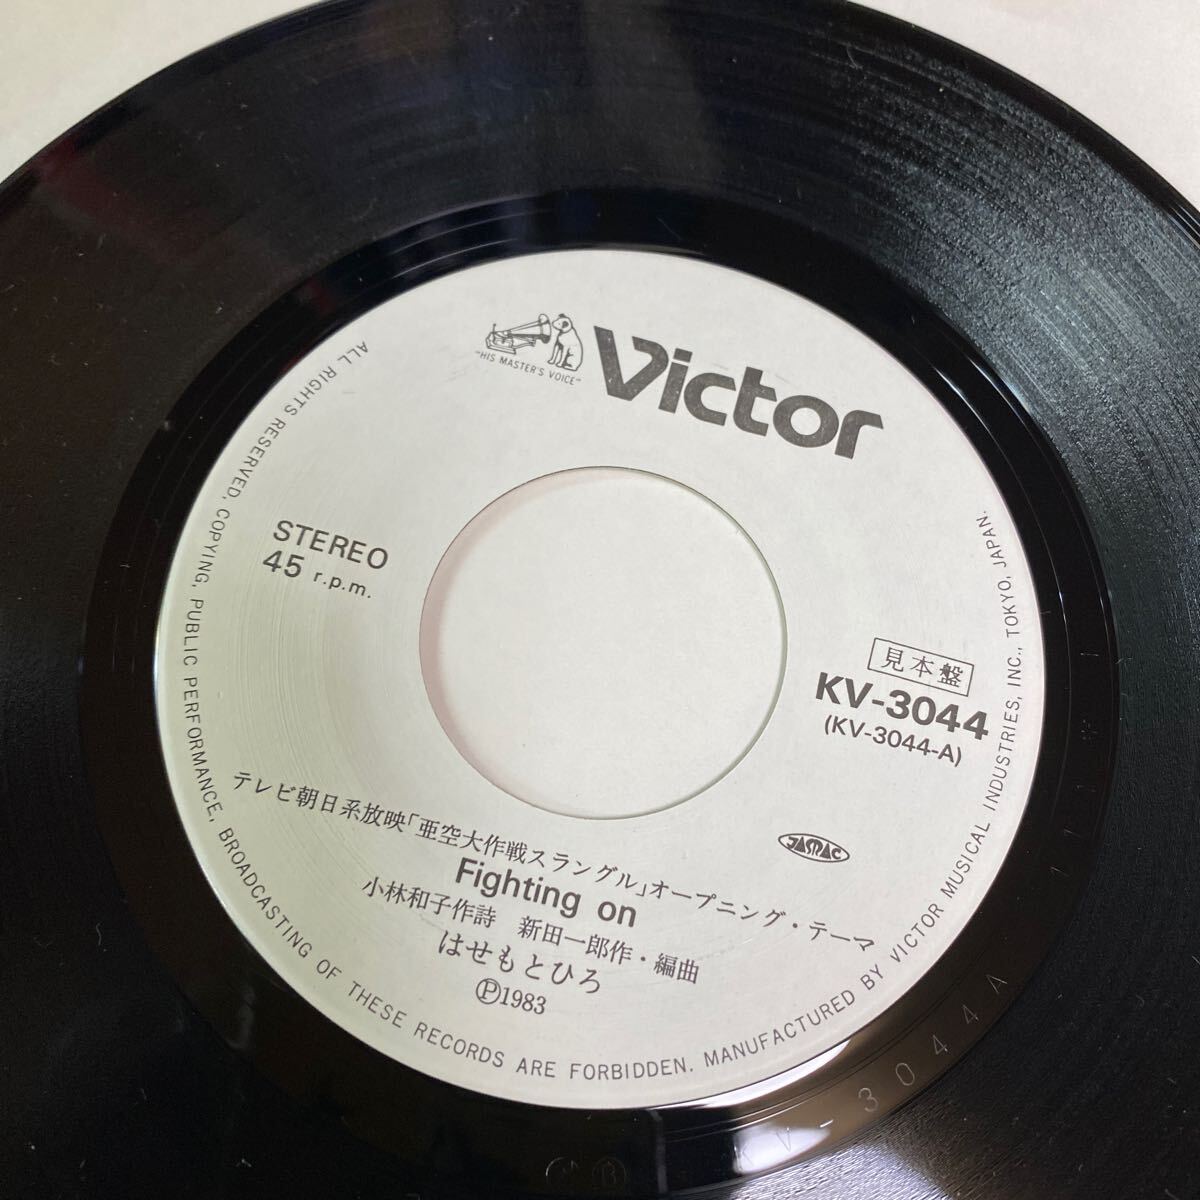 "HIS MASTER'S VOICE"
Victor
STEREO
45 r.p.m.
見本盤
KV-3044
(KV-3044-A)
JASRAC
テレビ朝日系放映「亜空大作戦スラングル」オープニング・テーマ
Fighting on
小林和子作詩 新田一郎作・編曲
はせもとひろ
Ⓟ1983
ALL RIGHTS RESERVED. COPYING, PUBLIC PERFORMANCE, BROADCASTING OF THESE RECORDS ARE FORBIDDEN. MANUFACTURED BY VICTOR MUSICAL INDUSTRIES, INC., TOKYO, JAPAN.
KV-3044A